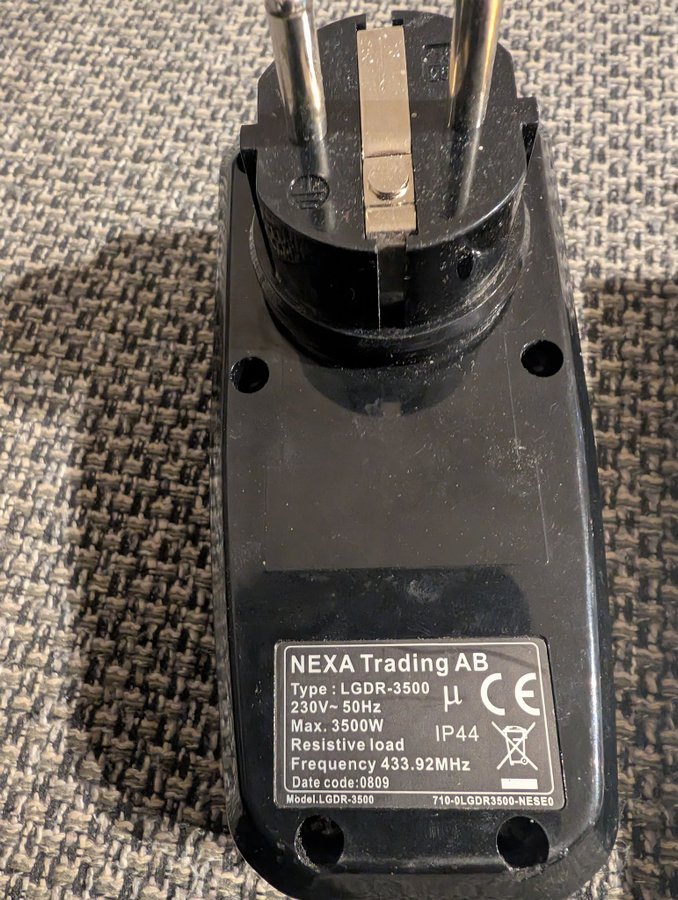 NEXA Trading AB
Type : LGDR-3500
230V~ 50Hz
µ CE
Max. 3500W
IP44
Resistive load
Frequency 433.92MHz
Date code:0809
Model.LGDR-3500 710-0LGDR3500-NESE0